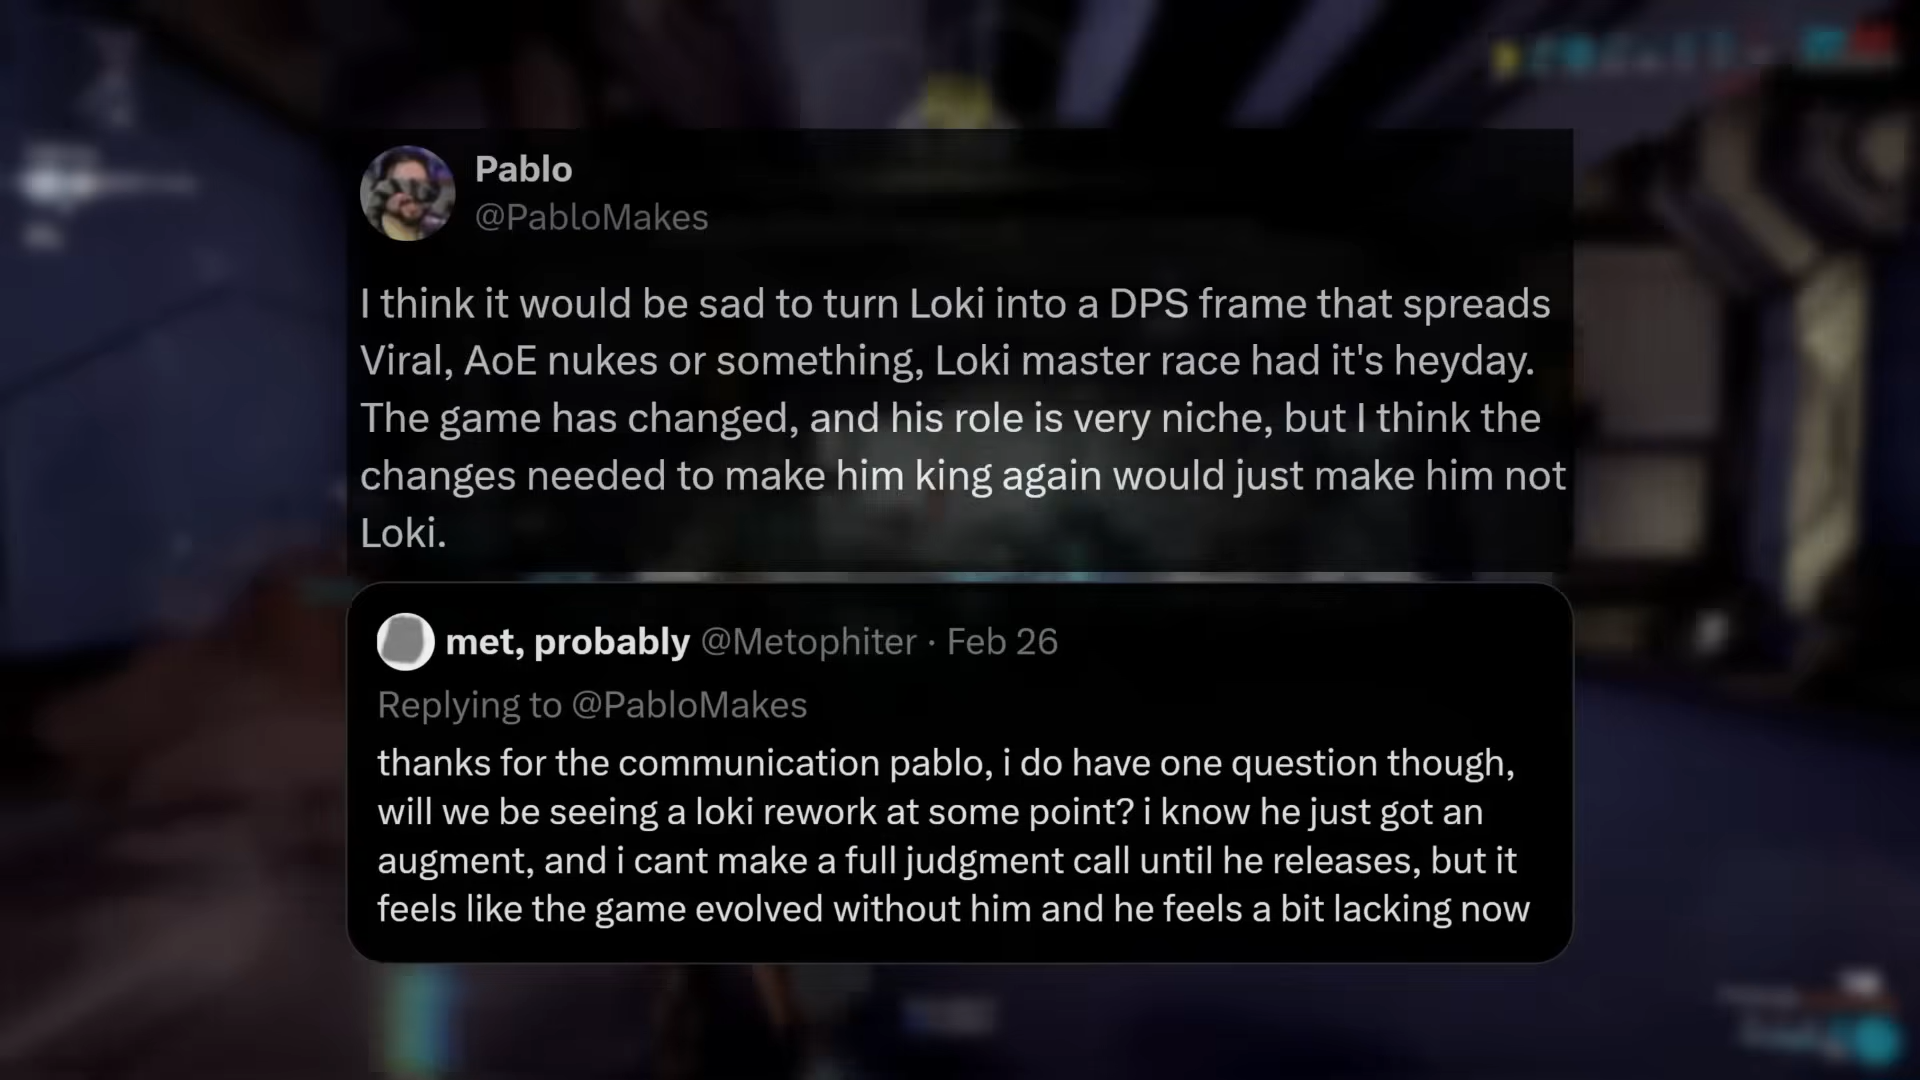 Pablo
@PabloMakes
I think it would be sad to turn Loki into a DPS frame that spreads
Viral, AoE nukes or something, Loki master race had it's heyday.
The game has changed, and his role is very niche, but I think the
changes needed to make him king again would just make him not
Loki.
met, probably @Metophiter · Feb 26
Replying to @PabloMakes
thanks for the communication pablo, i do have one question though,
will we be seeing a loki rework at some point? i know he just got an
augment, and i cant make a full judgment call until he releases, but it
feels like the game evolved without him and he feels a bit lacking now